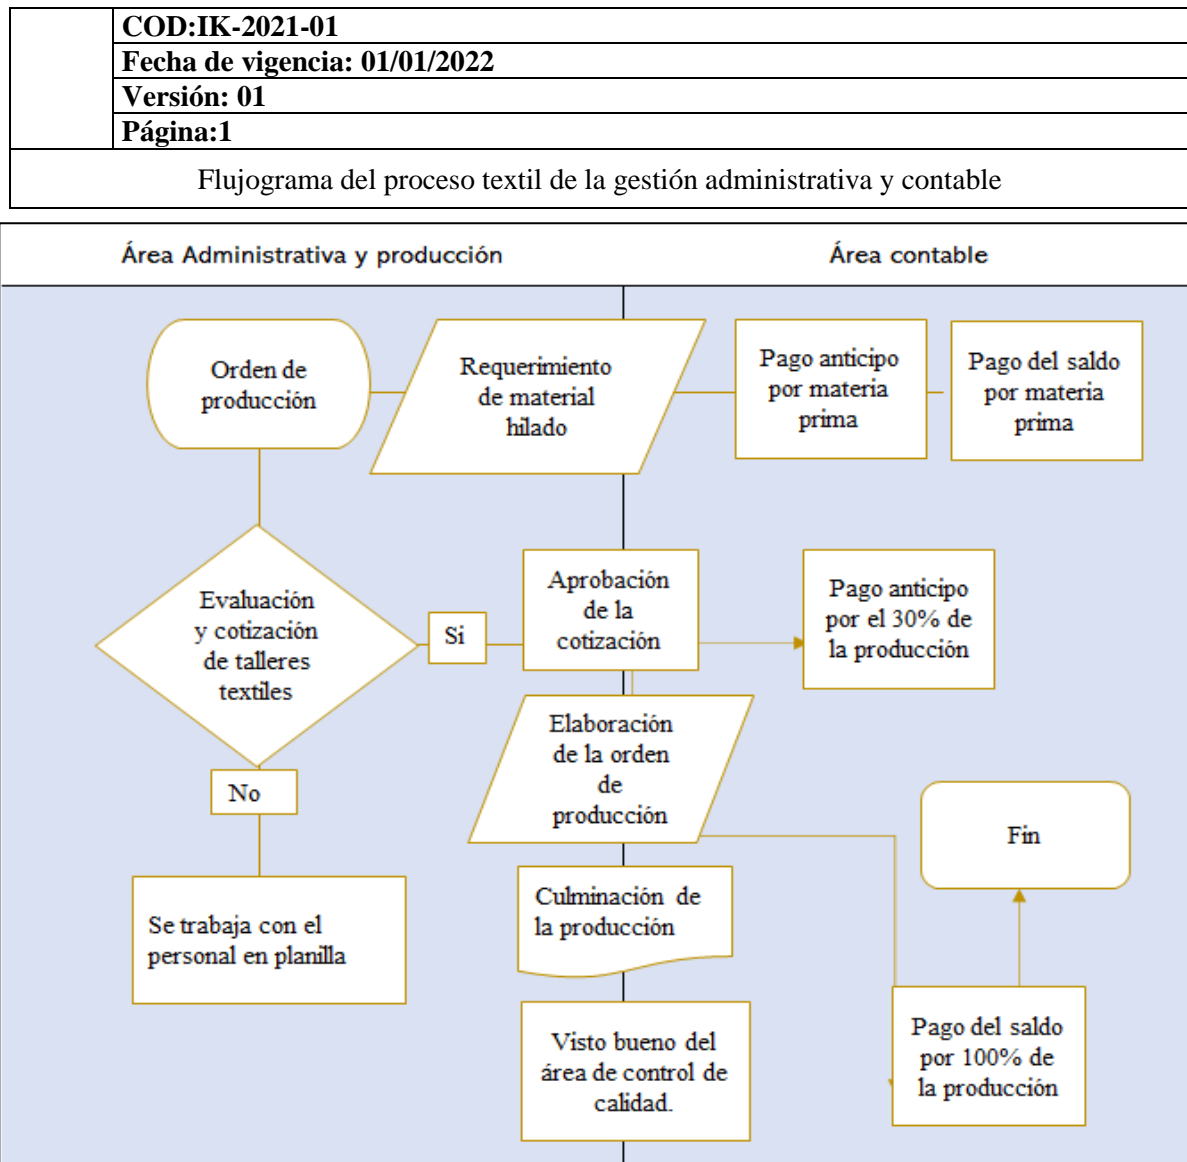 COD:IK-2021-01
Fecha de vigencia: 01/01/2022
Versión: 01
Página:1
Flujograma del proceso textil de la gestión administrativa y contable
Área Administrativa y producción
Área contable
Orden de
producción
Requerimiento
de material
hilado
Pago anticipo
por materia
prima
Pago del saldo
por materia
prima
Evaluación
y cotización
de talleres
textiles
Si
Aprobación
de la
cotización
Pago anticipo
por el 30% de
la producción
No
Elaboración
de la orden
de
producción
Fin
Se trabaja con el
personal en planilla
Culminación de
la producción
Visto bueno del
área de control de
calidad.
Pago del saldo
por 100% de
la producción